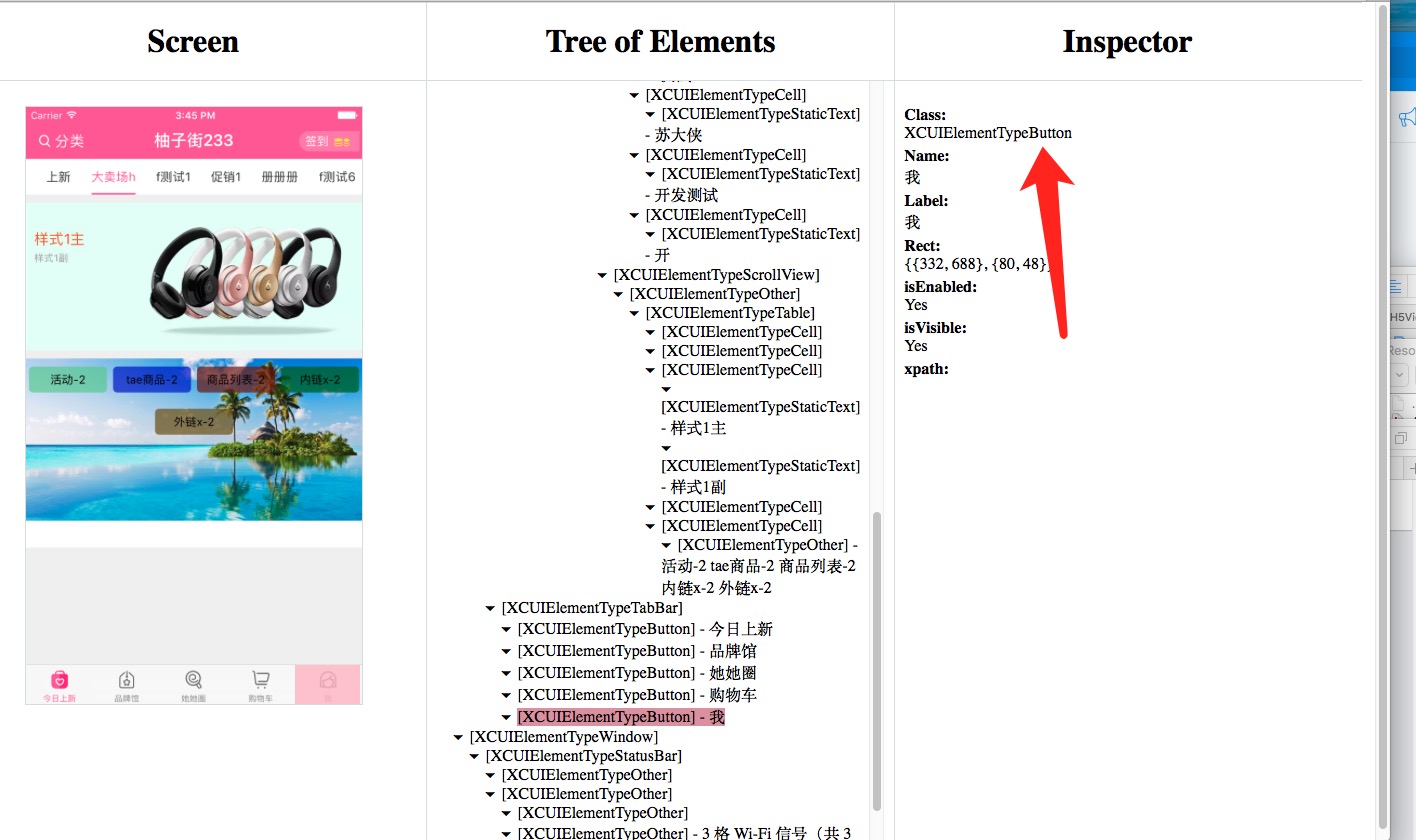 Screen
Tree of Elements
Inspector
Carrier
3:45 PM
分类
柚子街233
签到
上新
大卖场h
f测试1
促销1
册册册
f测试6
样式1主
样式1副
活动-2
tae商品-2
商品列表-2
内链x-2
外链x-2
今日上新
品牌馆
她她圈
购物车
[XCUIElementTypeCell]
[XCUIElementTypeStaticText]
- 苏大侠
[XCUIElementTypeCell]
[XCUIElementTypeStaticText]
- 开发测试
[XCUIElementTypeCell]
[XCUIElementTypeStaticText]
- 开
[XCUIElementTypeScrollView]
[XCUIElementTypeOther]
[XCUIElementTypeTable]
[XCUIElementTypeCell]
[XCUIElementTypeCell]
[XCUIElementTypeCell]
[XCUIElementTypeStaticText]
- 样式1主
[XCUIElementTypeStaticText]
- 样式1副
[XCUIElementTypeCell]
[XCUIElementTypeCell]
[XCUIElementTypeOther] -
活动-2 tae商品-2 商品列表-2
内链x-2 外链x-2
[XCUIElementTypeTabBar]
[XCUIElementTypeButton] - 今日上新
[XCUIElementTypeButton] - 品牌馆
[XCUIElementTypeButton] - 她她圈
[XCUIElementTypeButton] - 购物车
[XCUIElementTypeButton] - 我
[XCUIElementTypeWindow]
[XCUIElementTypeStatusBar]
[XCUIElementTypeOther]
[XCUIElementTypeOther]
[XCUIElementTypeOther]
[XCUIElementTypeOther] - 3 格 Wi-Fi 信号（共 3
Class:
XCUIElementTypeButton
Name:
我
Label:
我
Rect:
{{332, 688}, {80, 48}}
isEnabled:
Yes
isVisible:
Yes
xpath:
H5Vi
Reso